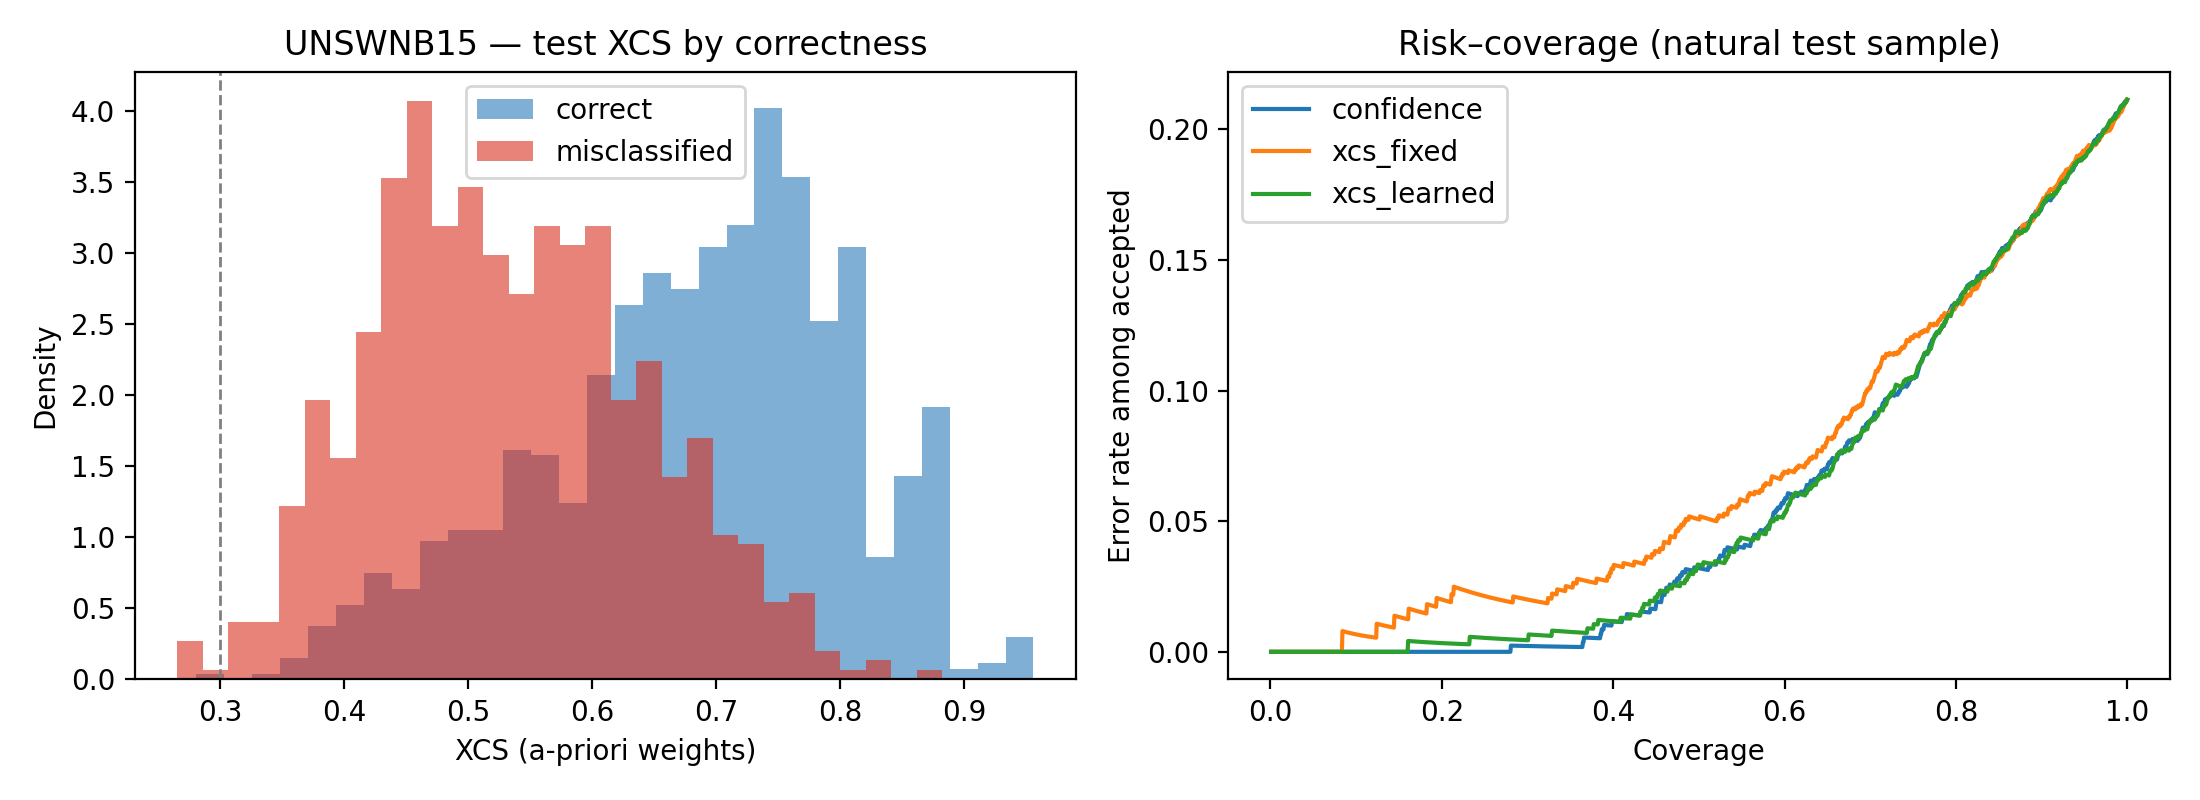 UNSWNB15 — test XCS by correctness
correct
misclassified
Density
4.0
3.5
3.0
2.5
2.0
1.5
1.0
0.5
0.0
0.3 0.4 0.5 0.6 0.7 0.8 0.9
XCS (a-priori weights)
Risk–coverage (natural test sample)
confidence
xcs_fixed
xcs_learned
Error rate among accepted
0.20
0.15
0.10
0.05
0.00
0.0 0.2 0.4 0.6 0.8 1.0
Coverage